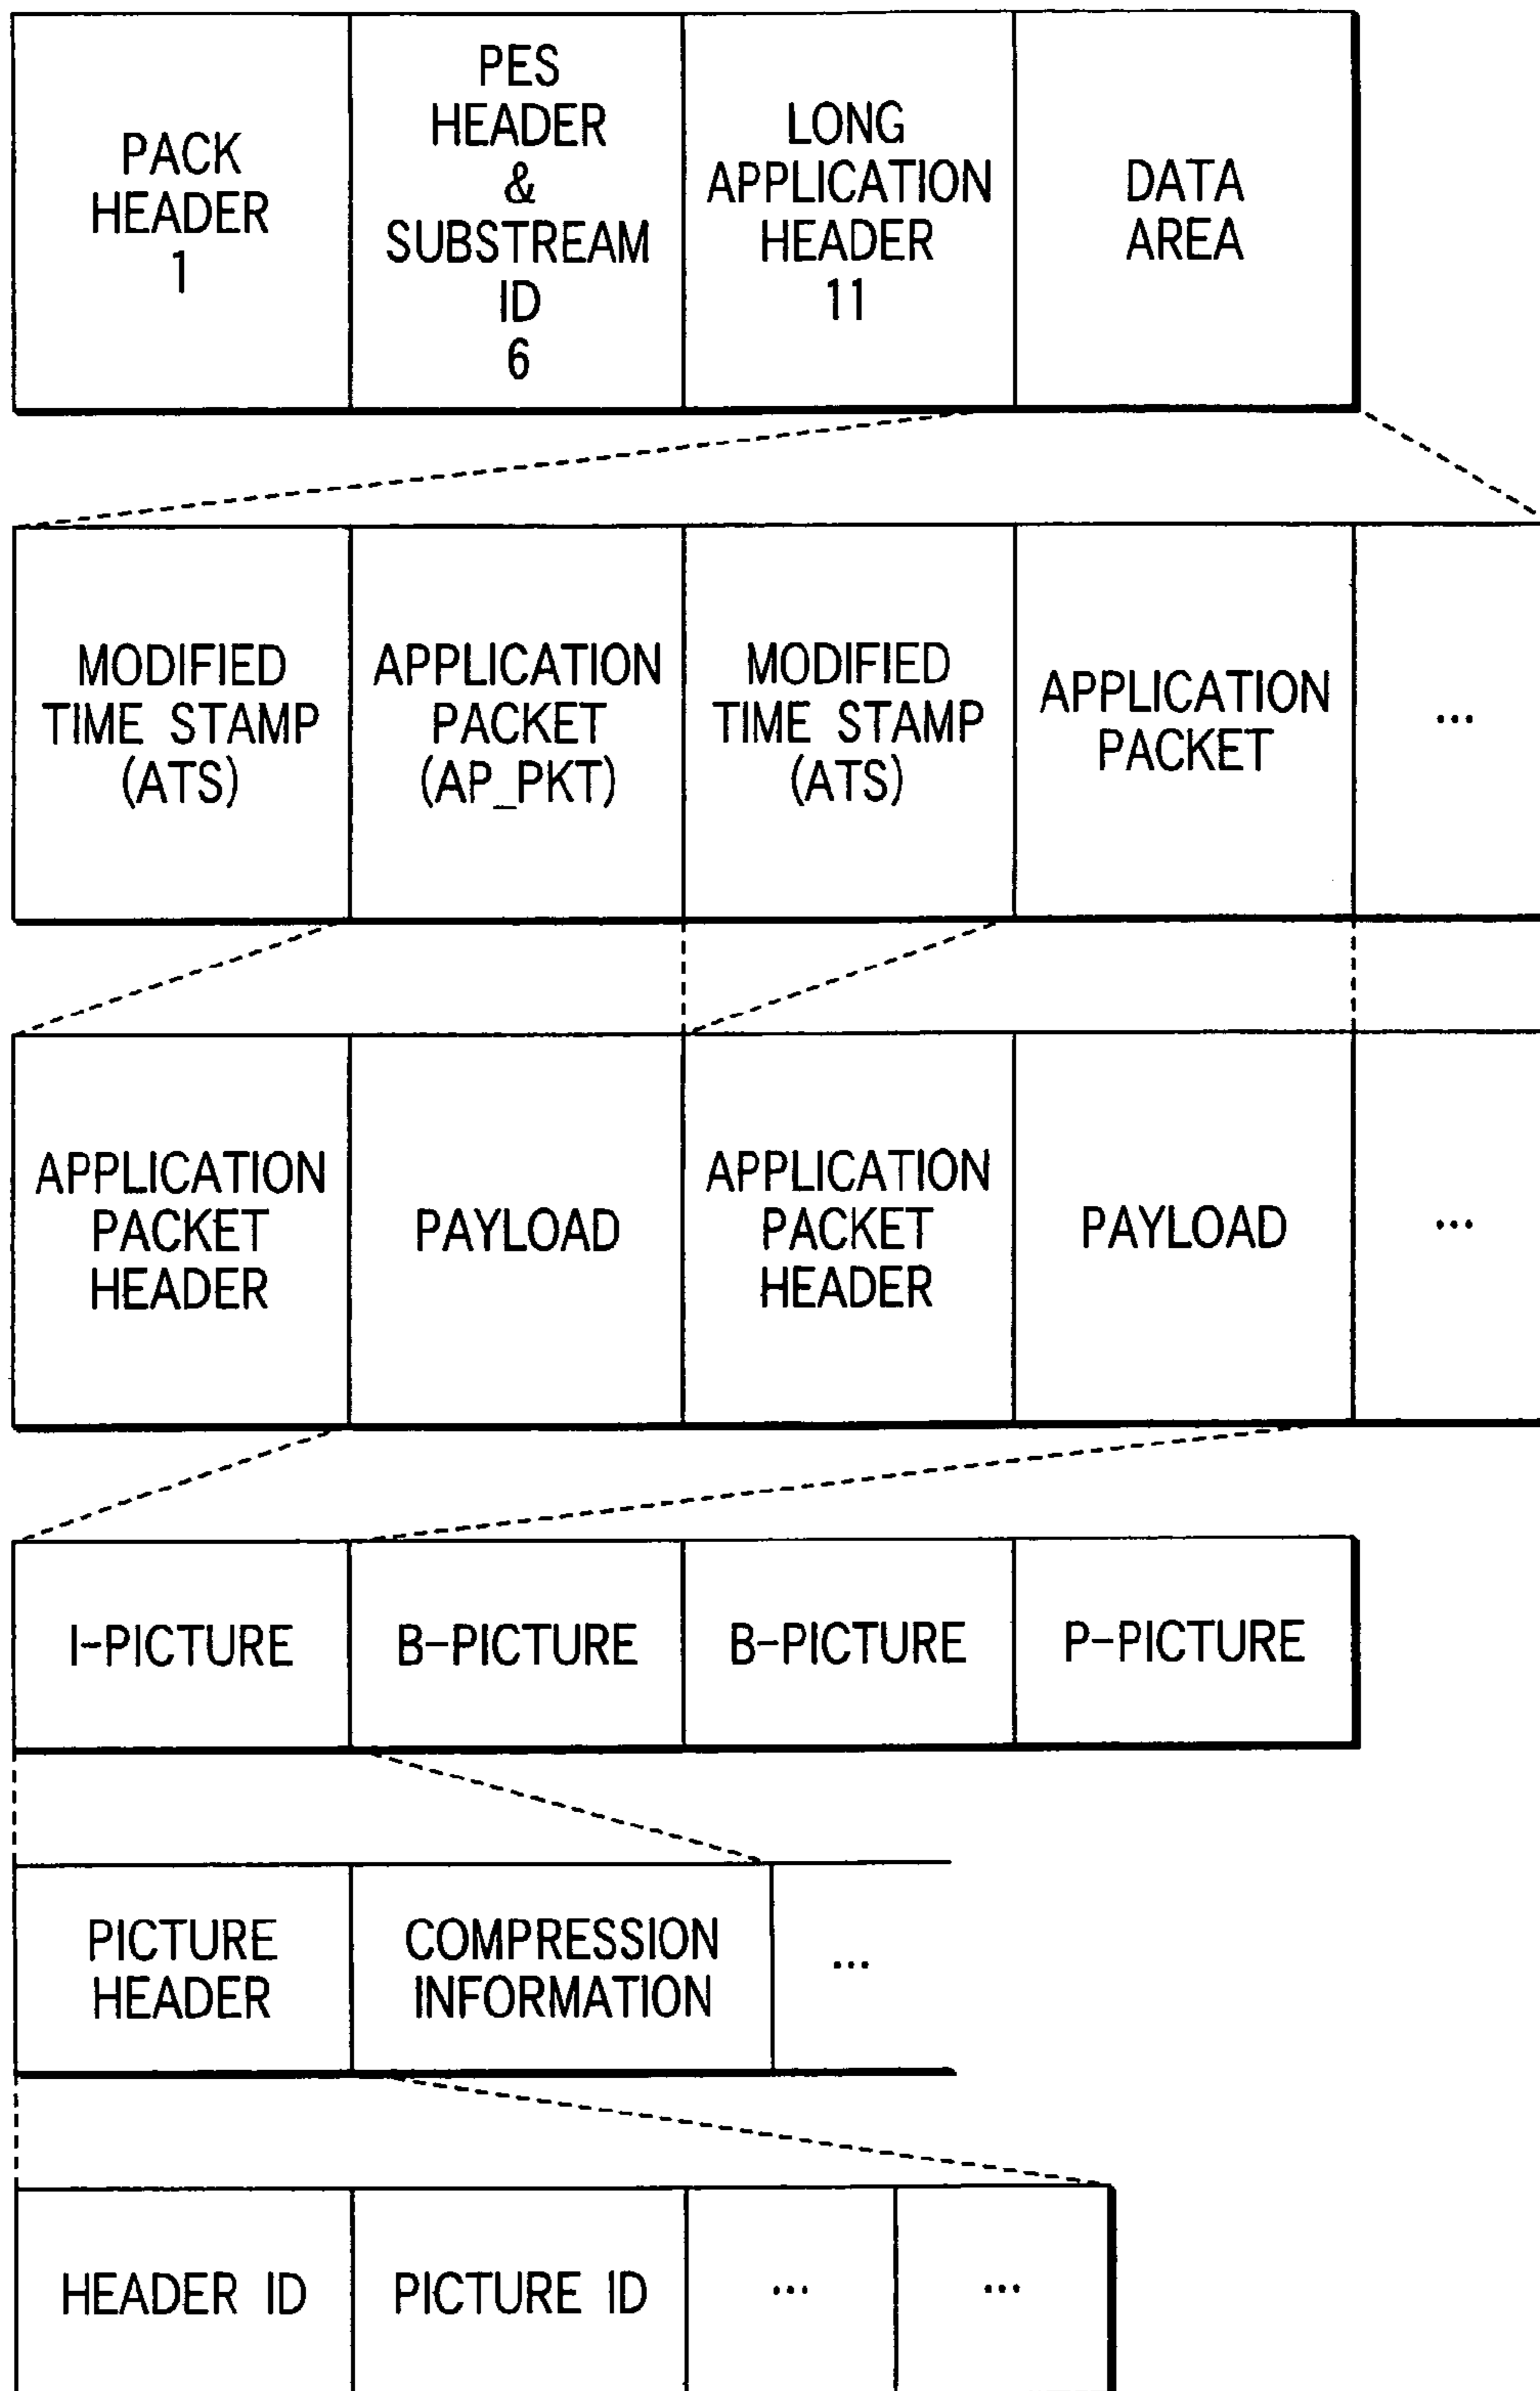 PACK
HEADER
1
PES
HEADER
&
SUBSTREAM
ID
6
LONG
APPLICATION
HEADER
11
DATA
AREA
MODIFIED
TIME STAMP
(ATS)
APPLICATION
PACKET
(AP_PKT)
MODIFIED
TIME STAMP
(ATS)
APPLICATION
PACKET
...
APPLICATION
PACKET
HEADER
PAYLOAD
APPLICATION
PACKET
HEADER
PAYLOAD
...
I-PICTURE
B-PICTURE
B-PICTURE
P-PICTURE
PICTURE
HEADER
COMPRESSION
INFORMATION
...
HEADER ID
PICTURE ID
...
...